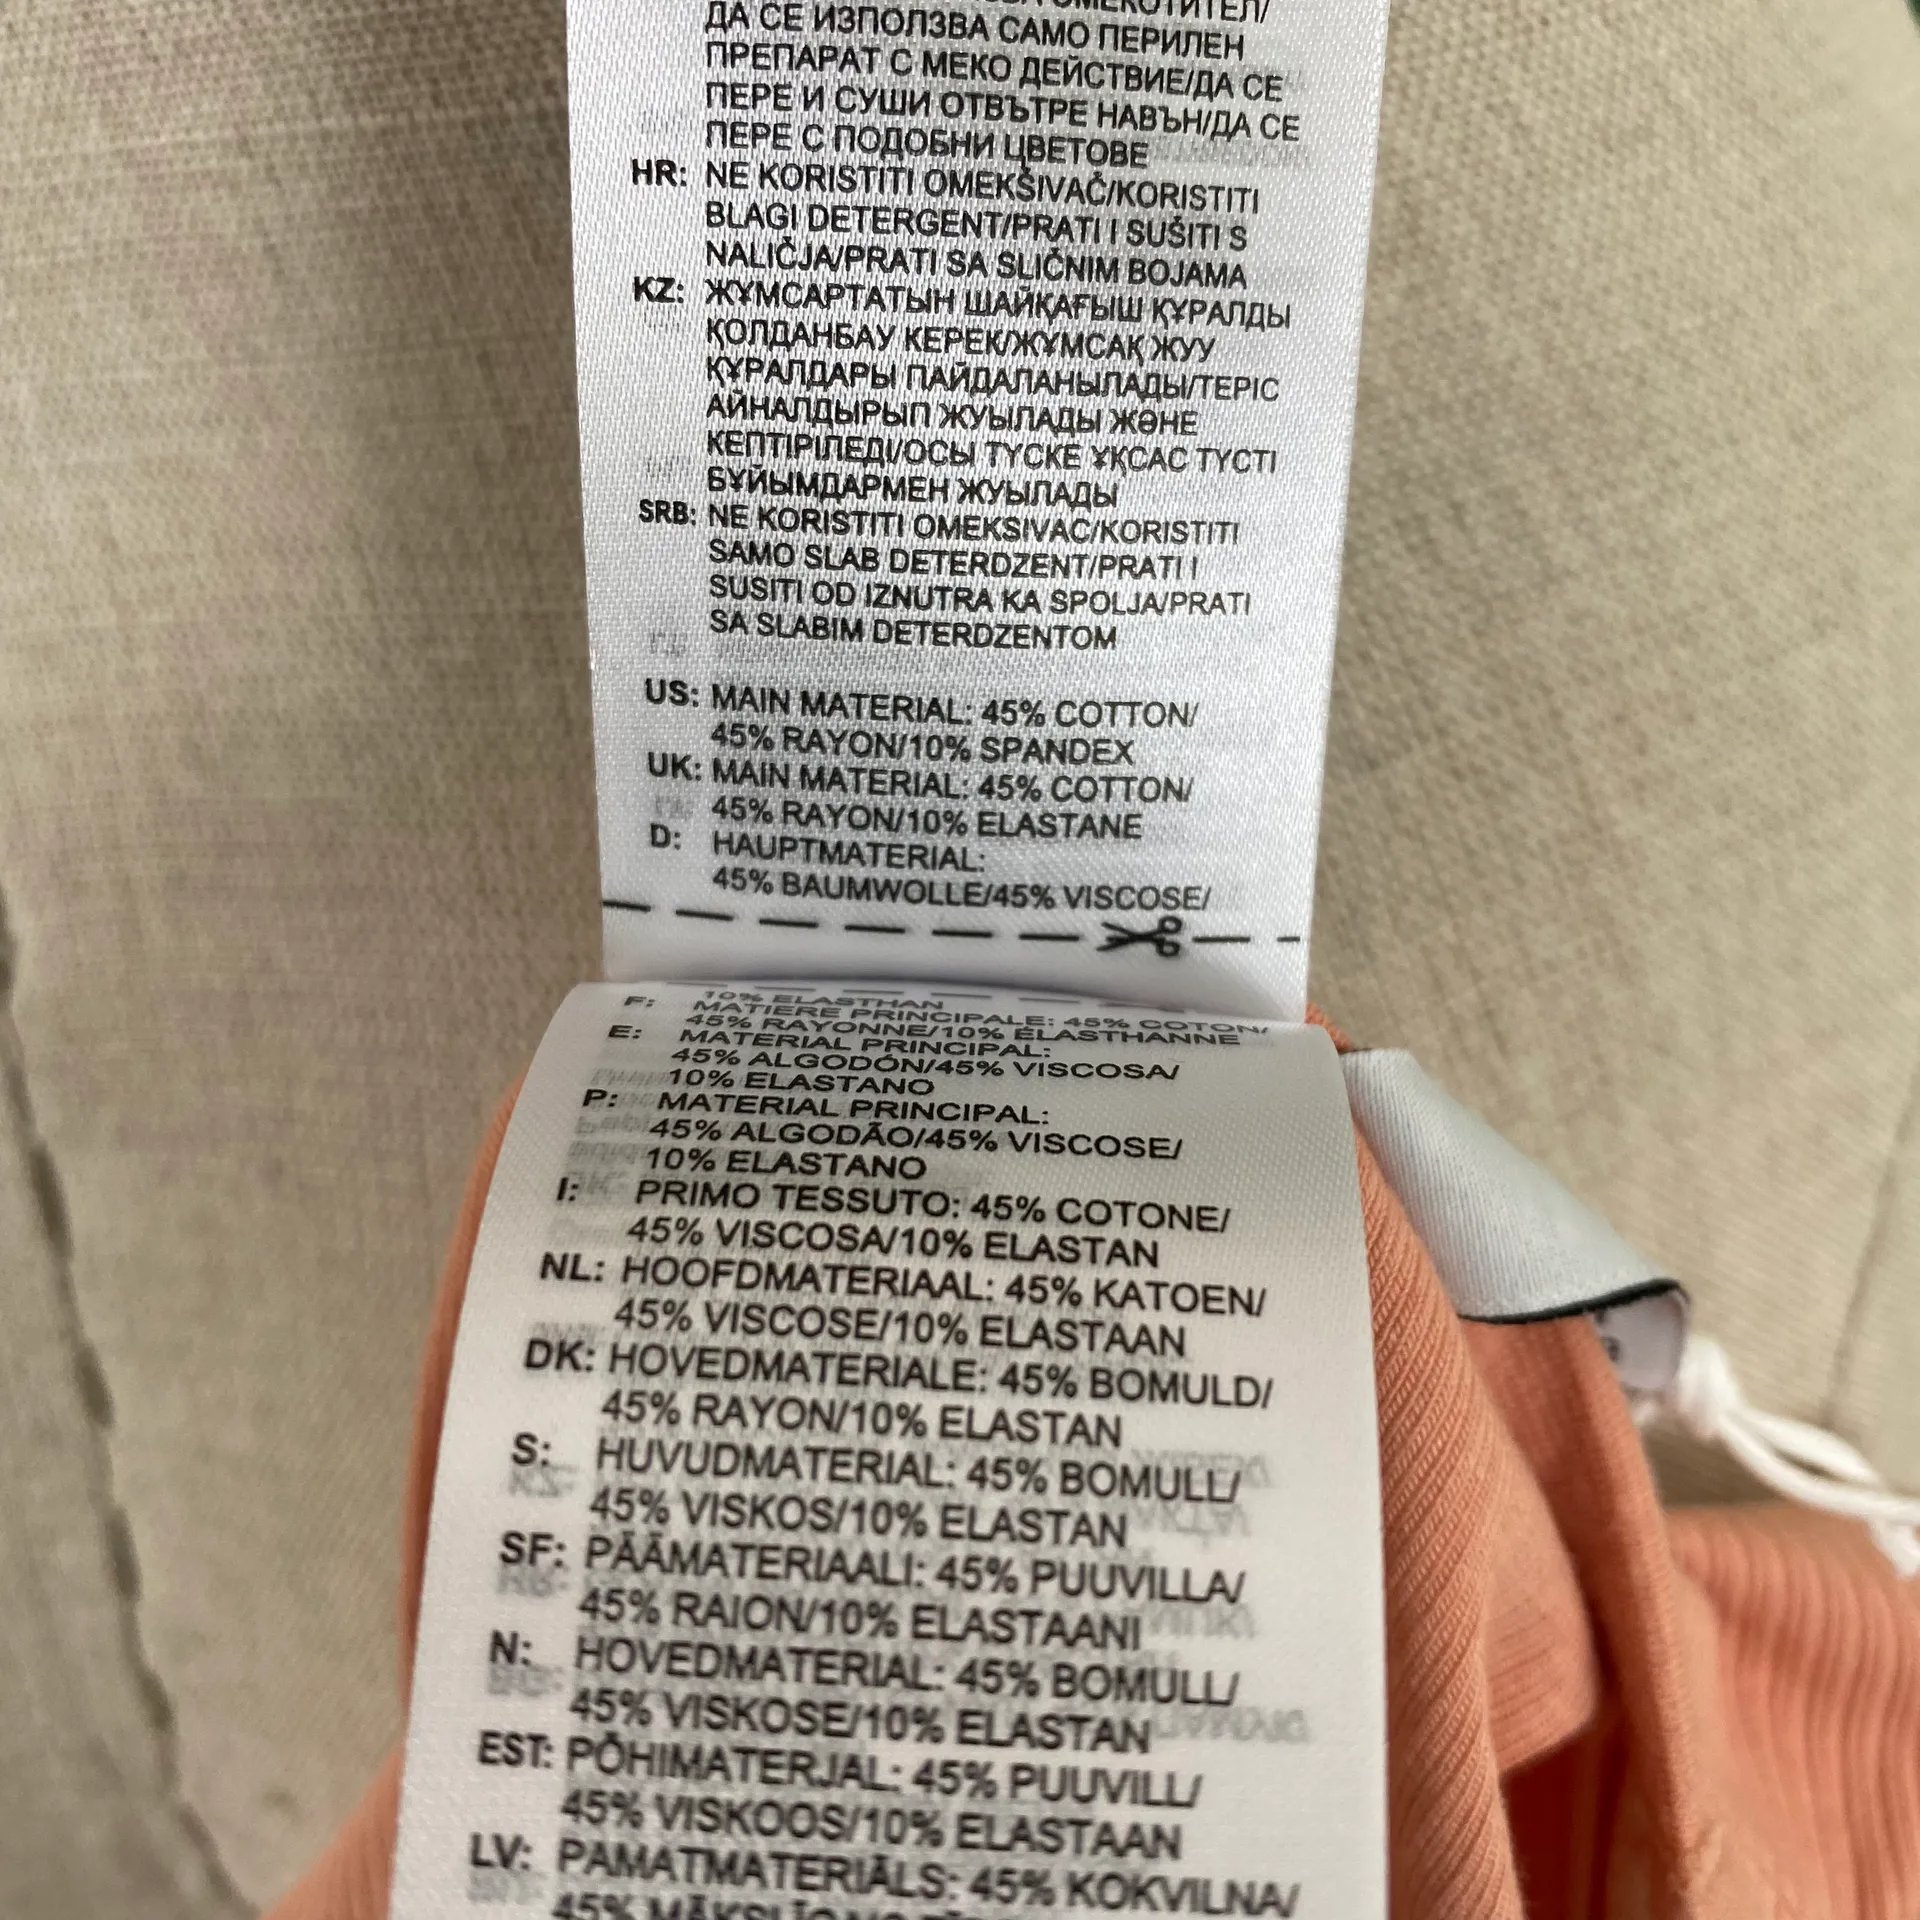 ДА СЕ ИЗПОЛЗВА САМО ПЕРИЛЕН
ПРЕПАРАТ С МЕКО ДЕЙСТВИЕ/ДА СЕ
ПЕРЕ И СУШИ ОТВЪТРЕ НАВЪН/ДА СЕ
ПЕРЕ С ПОДОБНИ ЦВЕТОВЕ
HR: NE KORISTITI OMEKŠIVAČ/KORISTITI
BLAGI DETERGENT/PRATI I SUŠITI S
NALIČJA/PRATI SA SLIČNIM BOJAMA
KZ: ЖҰМСАРТАТЫН ШАЙҚАҒЫШ ҚҰРАЛДЫ
ҚОЛДАНБАУ КЕРЕК/ЖҰМСАҚ ЖУУ
ҚҰРАЛДАРЫ ПАЙДАЛАНЫЛАДЫ/ТЕРІС
АЙНАЛДЫРЫП ЖУЫЛАДЫ ЖӘНЕ
КЕПТІРІЛЕДІ/ОСЫ ТҮСКЕ ҰҚСАС ТҮСТІ
БҰЙЫМДАРМЕН ЖУЫЛАДЫ
SRB: NE KORISTITI OMEKSIVAC/KORISTITI
SAMO SLAB DETERDZENT/PRATI I
SUSITI OD IZNUTRA KA SPOLJA/PRATI
SA SLABIM DETERDZENTOM
US: MAIN MATERIAL: 45% COTTON/
45% RAYON/10% SPANDEX
UK: MAIN MATERIAL: 45% COTTON/
45% RAYON/10% ELASTANE
D: HAUPTMATERIAL:
45% BAUMWOLLE/45% VISCOSE/
10% ELASTHAN
F: MATIÈRE PRINCIPALE: 45% COTON/
45% RAYONNE/10% ÉLASTHANNE
E: MATERIAL PRINCIPAL:
45% ALGODÓN/45% VISCOSA/
10% ELASTANO
P: MATERIAL PRINCIPAL:
45% ALGODÃO/45% VISCOSE/
10% ELASTANO
I: PRIMO TESSUTO: 45% COTONE/
45% VISCOSA/10% ELASTAN
NL: HOOFDMATERIAAL: 45% KATOEN/
45% VISCOSE/10% ELASTAAN
DK: HOVEDMATERIALE: 45% BOMULD/
45% RAYON/10% ELASTAN
S: HUVUDMATERIAL: 45% BOMULL/
45% VISKOS/10% ELASTAN
SF: PÄÄMATERIAALI: 45% PUUVILLA/
45% RAION/10% ELASTAANI
N: HOVEDMATERIAL: 45% BOMULL/
45% VISKOSE/10% ELASTAN
EST: PÕHIMATERJAL: 45% PUUVILL/
45% VISKOOS/10% ELASTAAN
LV: PAMATMATERIĀLS: 45% KOKVILNA/
45%